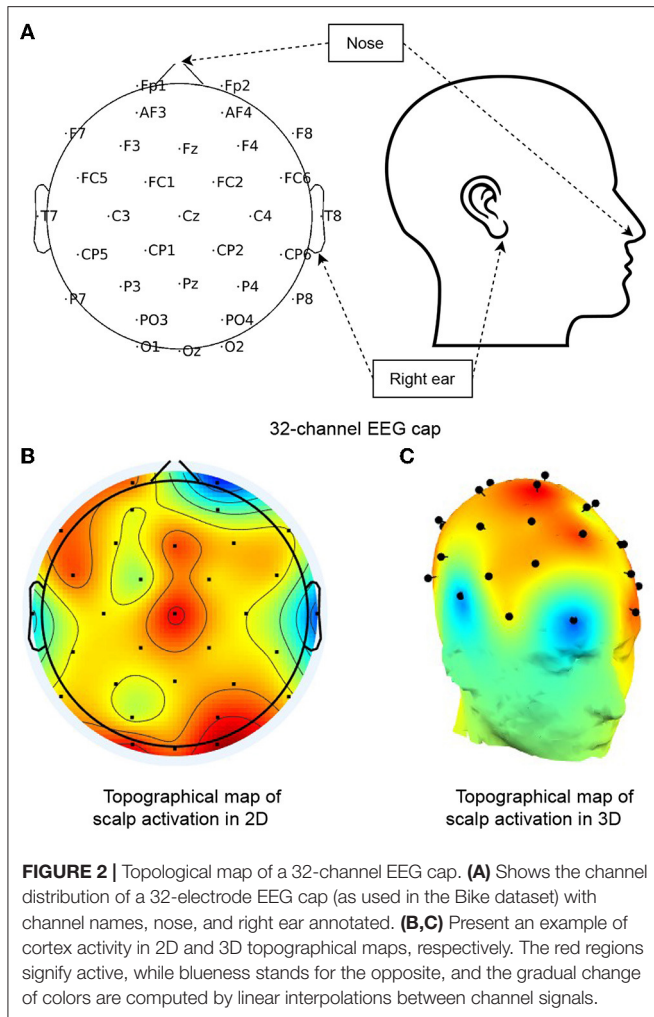 A
Nose
Fp1 Fp2
AF3 AF4
F7 F8
F3 Fz F4
FC5 FC1 FC2 FC6
T7 C3 Cz C4 T8
CP5 CP1 CP2 CP6
P7 P3 Pz P4 P8
PO3 PO4
O1 Oz O2
Right ear
32-channel EEG cap
B
C
Topographical map of
scalp activation in 2D
Topographical map of
scalp activation in 3D
FIGURE 2 | Topological map of a 32-channel EEG cap. (A) Shows the channel
distribution of a 32-electrode EEG cap (as used in the Bike dataset) with
channel names, nose, and right ear annotated. (B,C) Present an example of
cortex activity in 2D and 3D topographical maps, respectively. The red regions
signify active, while blueness stands for the opposite, and the gradual change
of colors are computed by linear interpolations between channel signals.